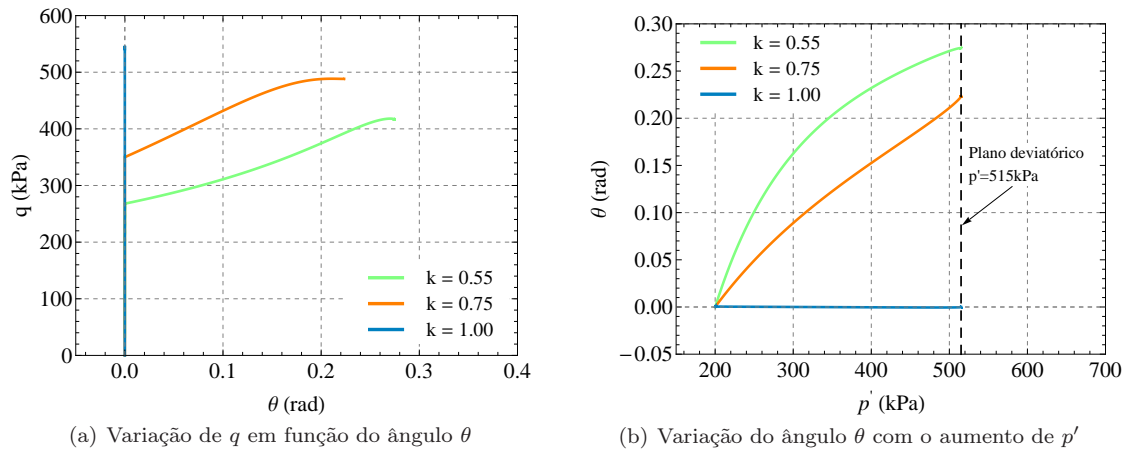 600
500
400
300
200
100
0
q (kPa)
k = 0.55
k = 0.75
k = 1.00
0.0 0.1 0.2 0.3 0.4
θ (rad)
(a) Variação de q em função do ângulo θ
0.30
0.25
0.20
0.15
0.10
0.05
0.00
−0.05
θ (rad)
k = 0.55
k = 0.75
k = 1.00
Plano deviatórico
p'=515kPa
200 300 400 500 600 700
p' (kPa)
(b) Variação do ângulo θ com o aumento de p′